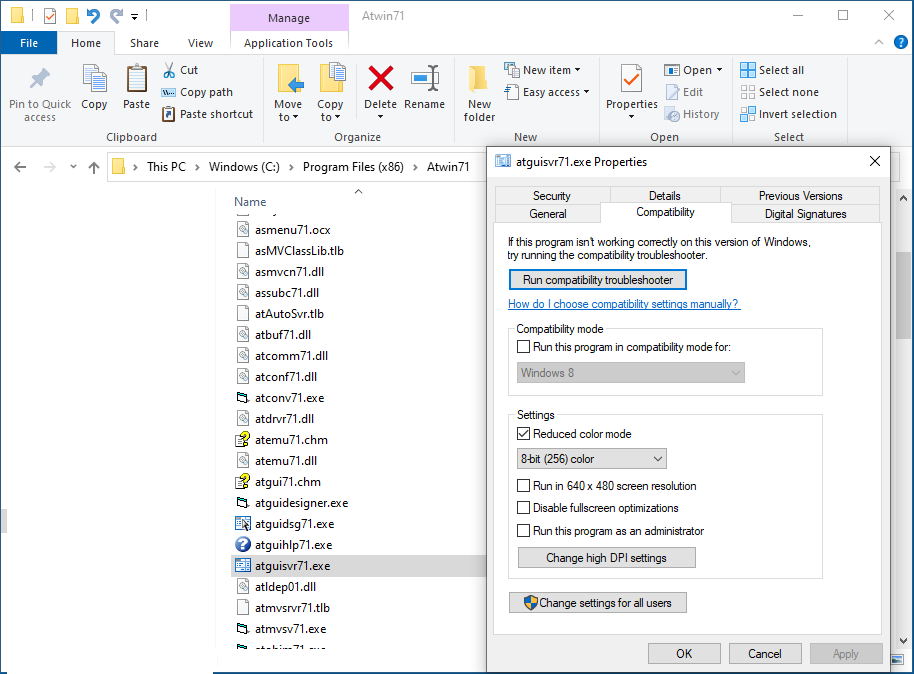 Manage
Atwin71
File
Home
Share
View
Application Tools
Pin to Quick access
Copy
Paste
Cut
Copy path
Paste shortcut
Clipboard
Move to
Copy to
Delete
Rename
Organize
New folder
New item
Easy access
New
Properties
Open
Edit
History
Open
Select all
Select none
Invert selection
Select
This PC > Windows (C:) > Program Files (x86) > Atwin71
Name
asmenu71.ocx
asMVClassLib.tlb
asmvcn71.dll
assubc71.dll
atAutoSvr.tlb
atbuf71.dll
atcomm71.dll
atconf71.dll
atconv71.exe
atdrvr71.dll
atemu71.chm
atemu71.dll
atgui71.chm
atguidesigner.exe
atguidsg71.exe
atguihlp71.exe
atguisvr71.exe
atldep01.dll
atmvsrvr71.tlb
atmvsv71.exe
atguisvr71.exe Properties
Security
Details
Previous Versions
General
Compatibility
Digital Signatures
If this program isn't working correctly on this version of Windows,
try running the compatibility troubleshooter.
Run compatibility troubleshooter
How do I choose compatibility settings manually?
Compatibility mode
Run this program in compatibility mode for:
Windows 8
Settings
Reduced color mode
8-bit (256) color
Run in 640 x 480 screen resolution
Disable fullscreen optimizations
Run this program as an administrator
Change high DPI settings
Change settings for all users
OK
Cancel
Apply